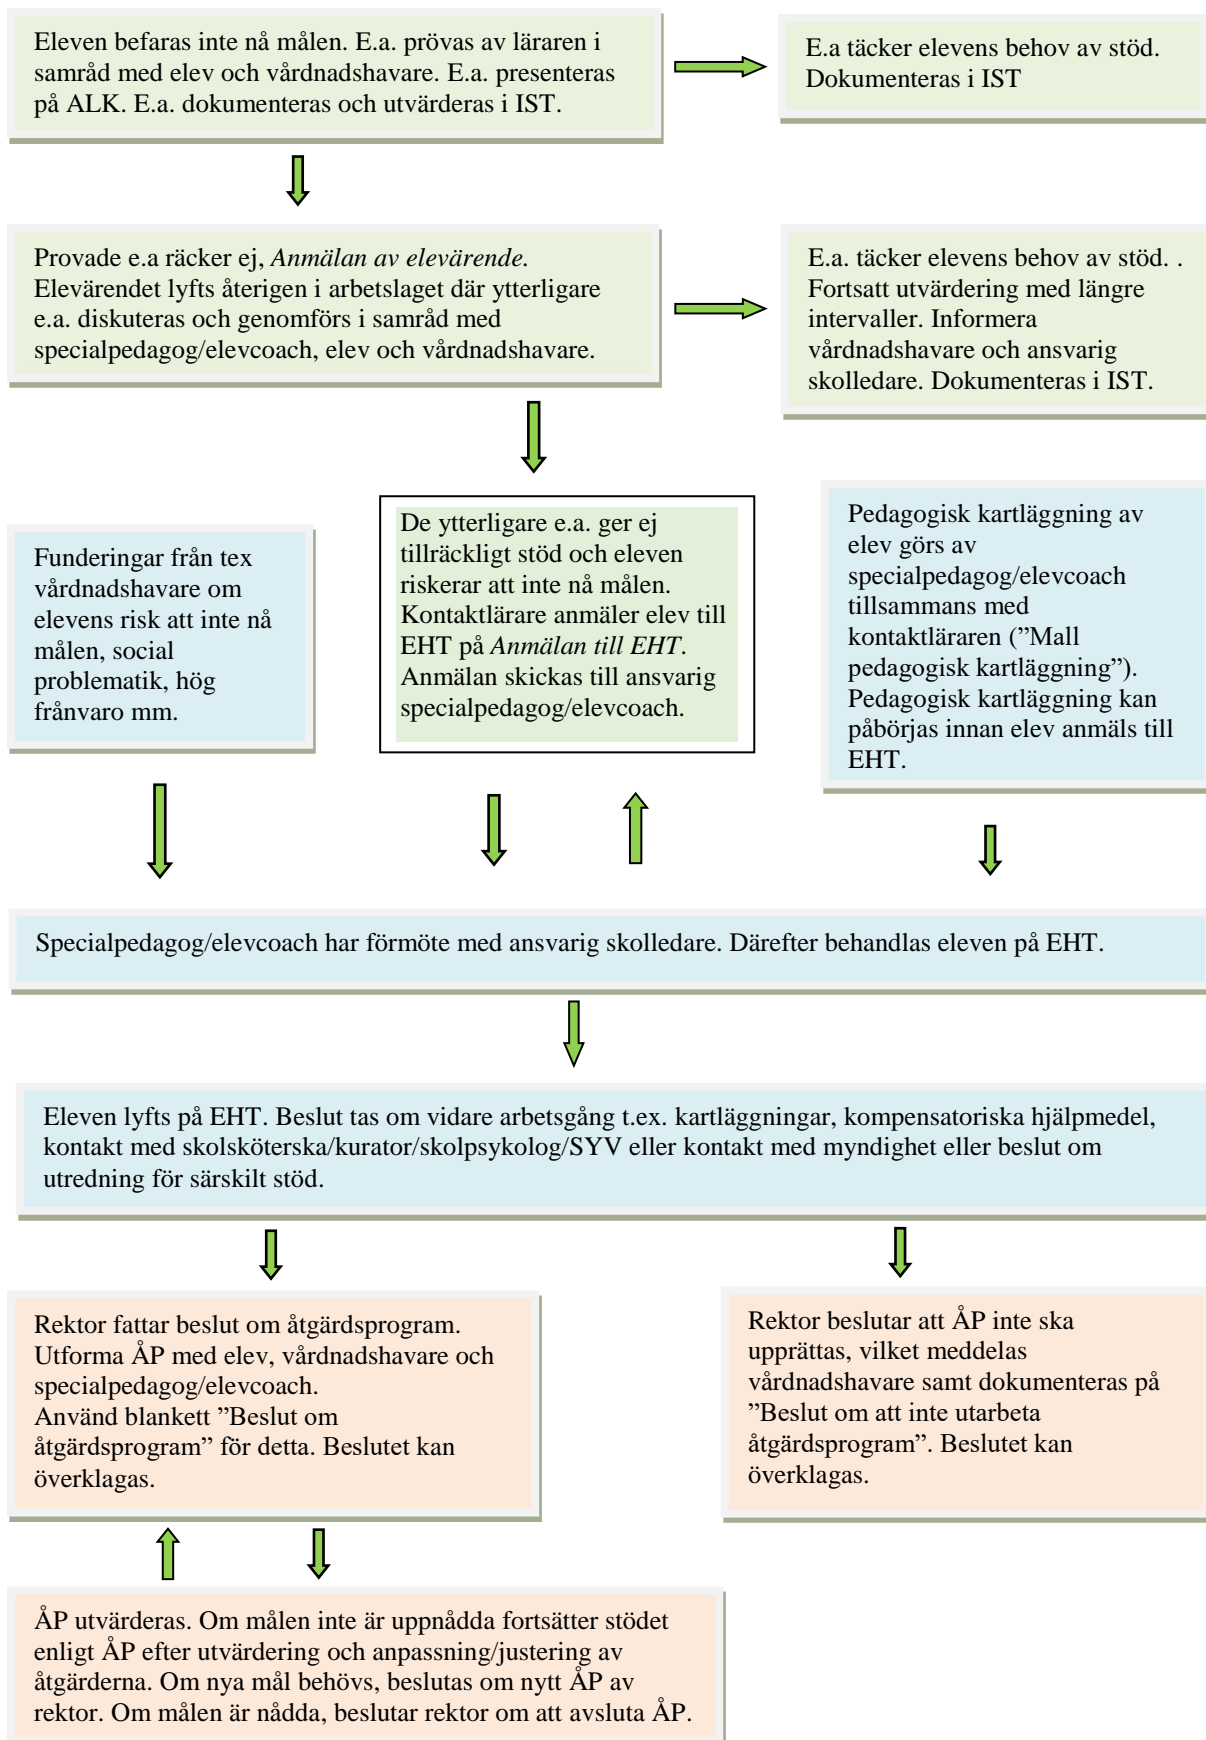 Eleven befaras inte nå målen. E.a. prövas av läraren i
samråd med elev och vårdnadshavare. E.a. presenteras
på ALK. E.a. dokumenteras och utvärderas i IST.
E.a täcker elevens behov av stöd.
Dokumenteras i IST
Provade e.a räcker ej, Anmälan av elevärende.
Elevärendet lyfts återigen i arbetslaget där ytterligare
e.a. diskuteras och genomförs i samråd med
specialpedagog/elevcoach, elev och vårdnadshavare.
E.a. täcker elevens behov av stöd. .
Fortsatt utvärdering med längre
intervaller. Informera
vårdnadshavare och ansvarig
skolledare. Dokumenteras i IST.
Funderingar från tex
vårdnadshavare om
elevens risk att inte nå
målen, social
problematik, hög
frånvaro mm.
De ytterligare e.a. ger ej
tillräckligt stöd och eleven
riskerar att inte nå målen.
Kontaktlärare anmäler elev till
EHT på Anmälan till EHT.
Anmälan skickas till ansvarig
specialpedagog/elevcoach.
Pedagogisk kartläggning av
elev görs av
specialpedagog/elevcoach
tillsammans med
kontaktläraren (”Mall
pedagogisk kartläggning”).
Pedagogisk kartläggning kan
påbörjas innan elev anmäls till
EHT.
Specialpedagog/elevcoach har förmöte med ansvarig skolledare. Därefter behandlas eleven på EHT.
Eleven lyfts på EHT. Beslut tas om vidare arbetsgång t.ex. kartläggningar, kompensatoriska hjälpmedel,
kontakt med skolsköterska/kurator/skolpsykolog/SYV eller kontakt med myndighet eller beslut om
utredning för särskilt stöd.
Rektor fattar beslut om åtgärdsprogram.
Utforma ÅP med elev, vårdnadshavare och
specialpedagog/elevcoach.
Använd blankett ”Beslut om
åtgärdsprogram” för detta. Beslutet kan
överklagas.
Rektor beslutar att ÅP inte ska
upprättas, vilket meddelas
vårdnadshavare samt dokumenteras på
”Beslut om att inte utarbeta
åtgärdsprogram”. Beslutet kan
överklagas.
ÅP utvärderas. Om målen inte är uppnådda fortsätter stödet
enligt ÅP efter utvärdering och anpassning/justering av
åtgärderna. Om nya mål behövs, beslutas om nytt ÅP av
rektor. Om målen är nådda, beslutar rektor om att avsluta ÅP.